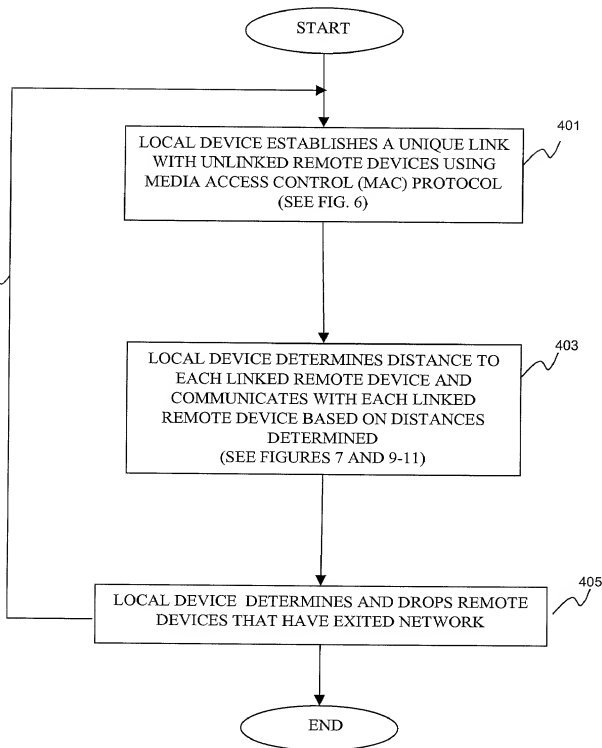 START
401
LOCAL DEVICE ESTABLISHES A UNIQUE LINK
WITH UNLINKED REMOTE DEVICES USING
MEDIA ACCESS CONTROL (MAC) PROTOCOL
(SEE FIG. 6)
403
LOCAL DEVICE DETERMINES DISTANCE TO
EACH LINKED REMOTE DEVICE AND
COMMUNICATES WITH EACH LINKED
REMOTE DEVICE BASED ON DISTANCES
DETERMINED
(SEE FIGURES 7 AND 9-11)
405
LOCAL DEVICE DETERMINES AND DROPS REMOTE
DEVICES THAT HAVE EXITED NETWORK
END